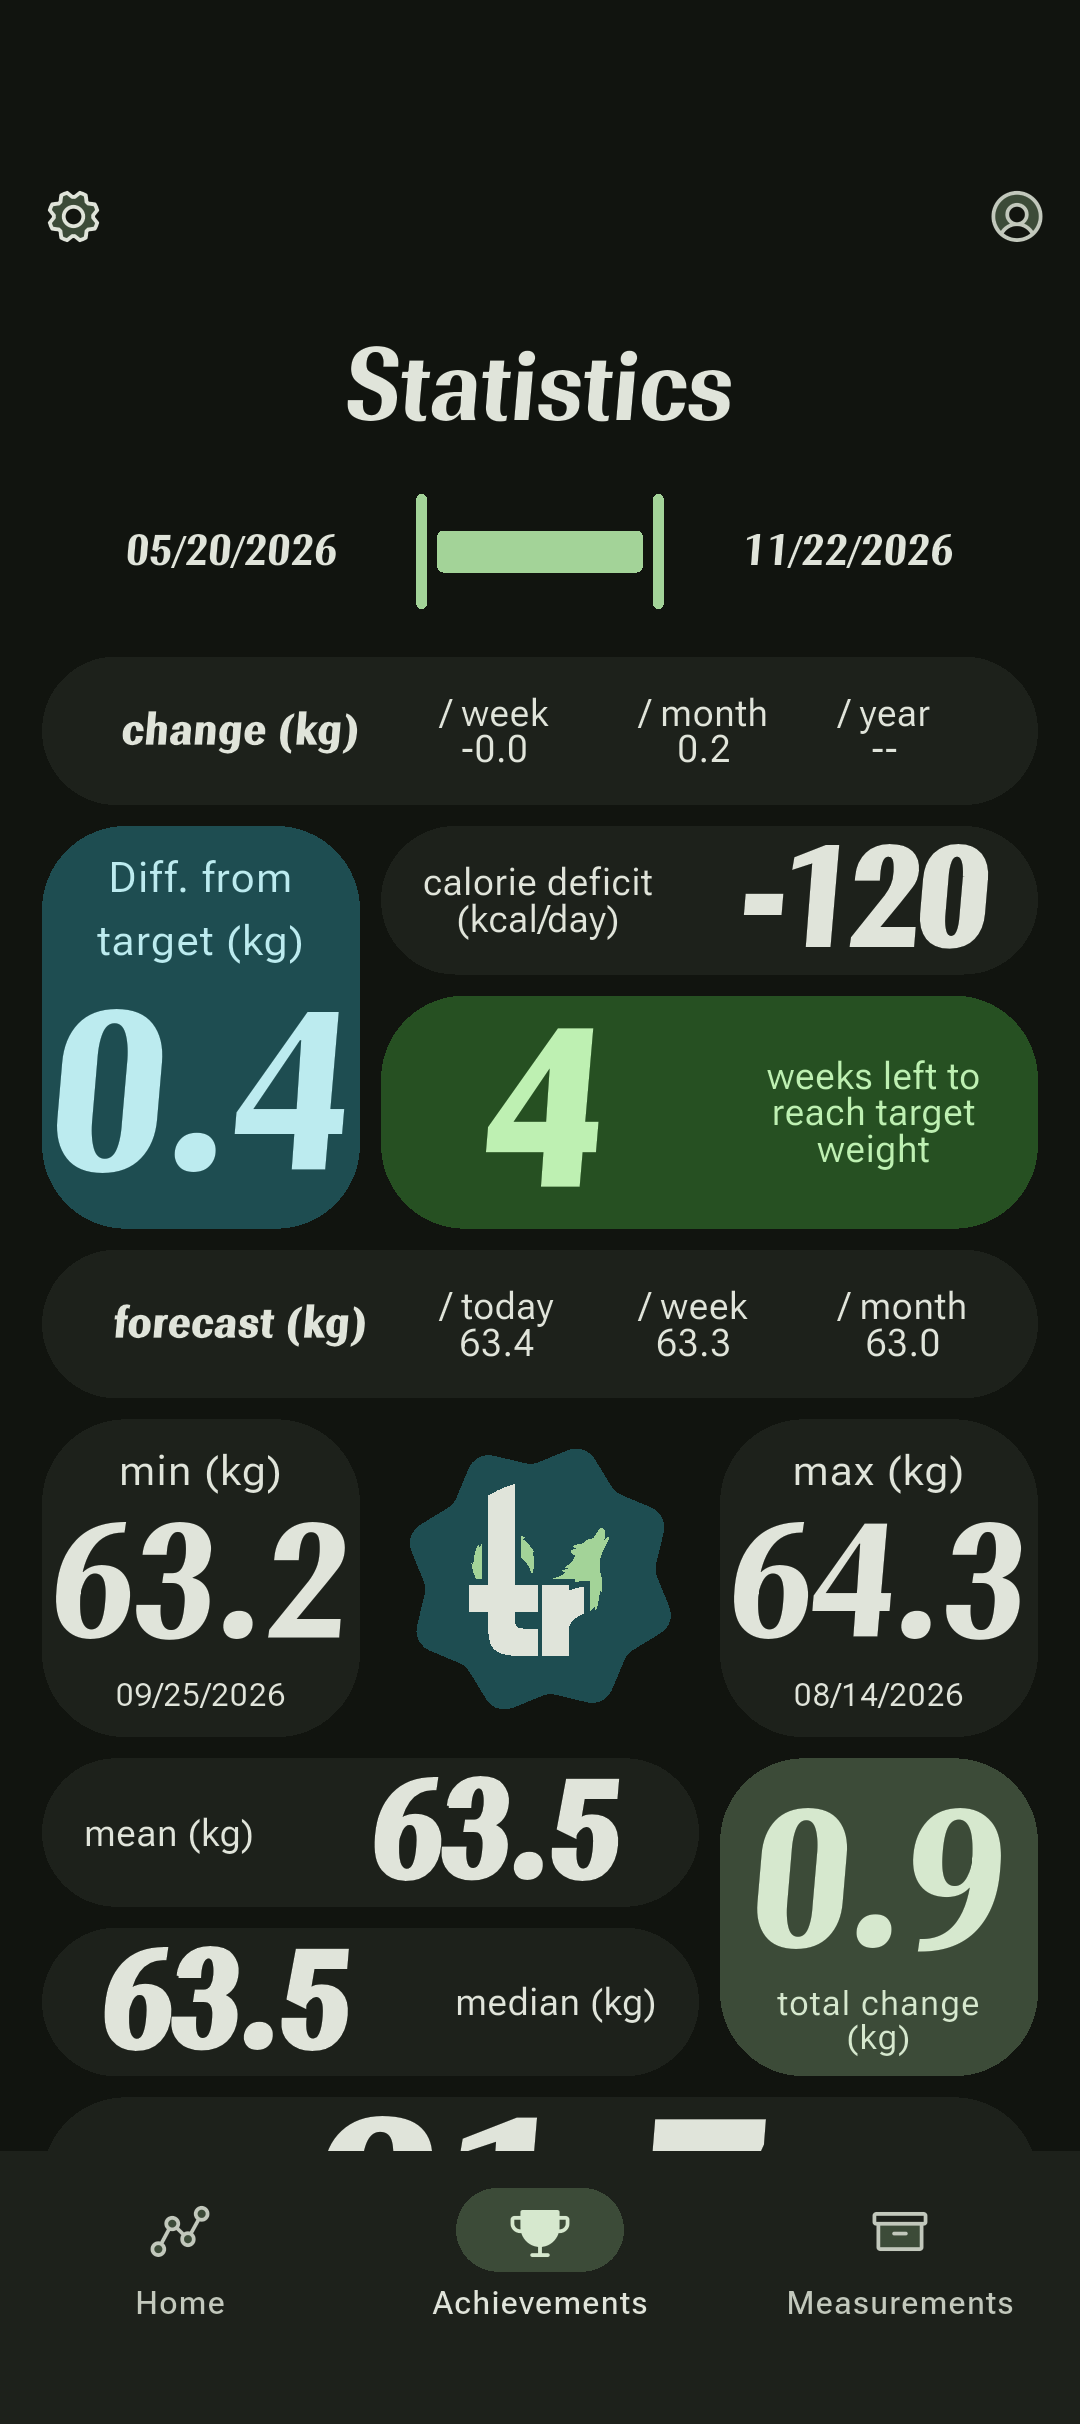 Statistics
05/20/2026
11/22/2026
change (kg)
/ week
-0.0
/ month
0.2
/ year
--
Diff. from
target (kg)
0.4
calorie deficit
(kcal/day)
-120
4
weeks left to
reach target
weight
forecast (kg)
/ today
63.4
/ week
63.3
/ month
63.0
min (kg)
63.2
09/25/2026
tr
max (kg)
64.3
08/14/2026
mean (kg)
63.5
63.5
median (kg)
0.9
total change
(kg)
Home
Achievements
Measurements